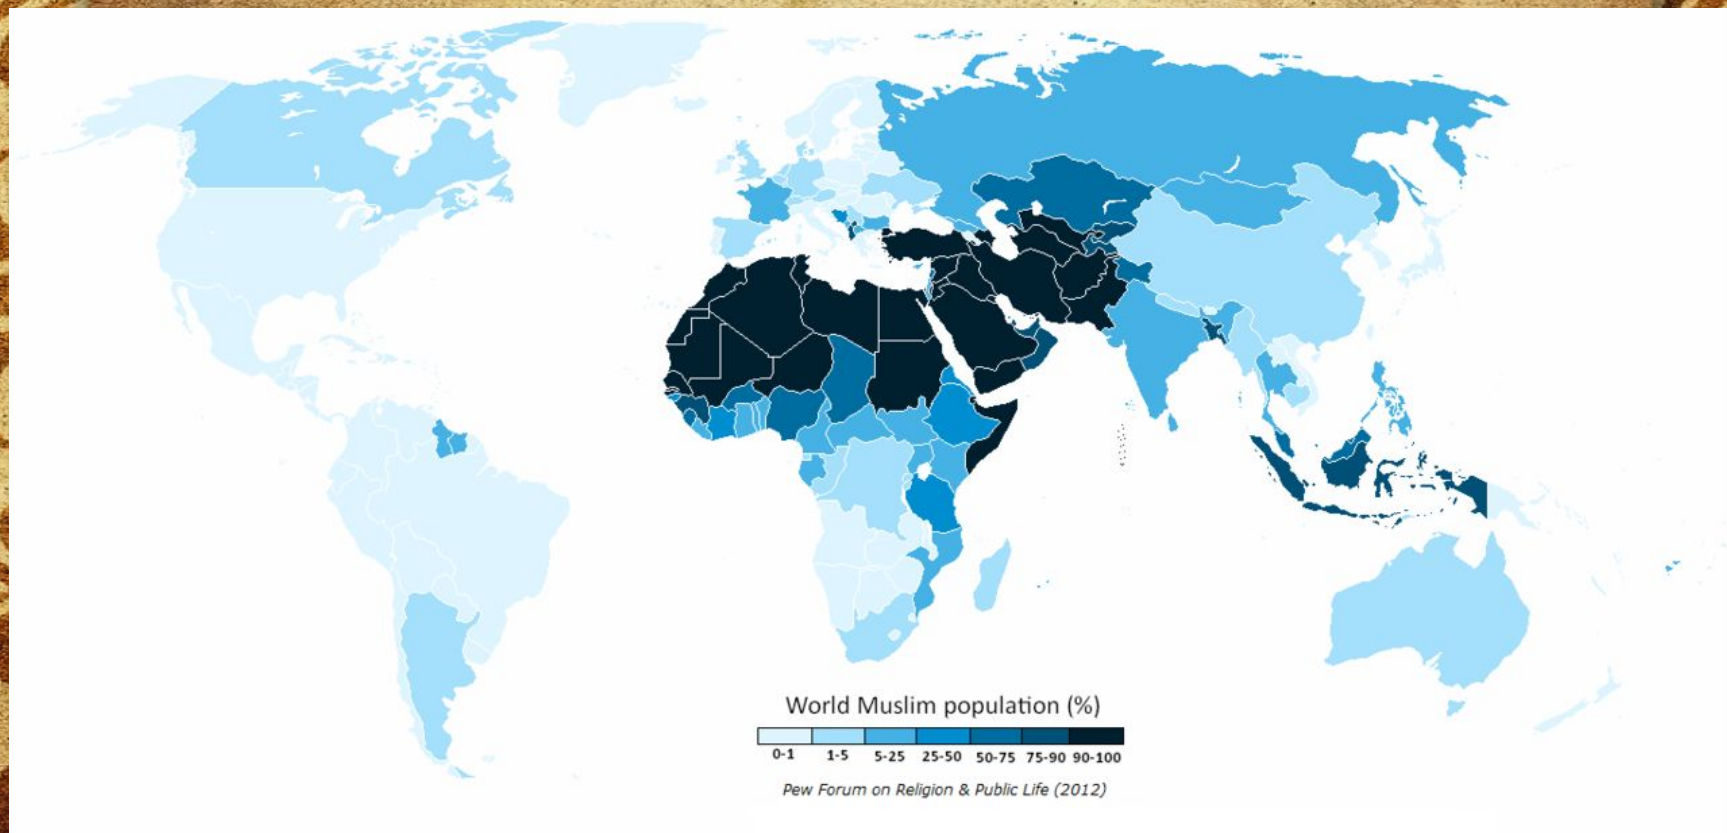 World Muslim population (%)
0-1 1-5 5-25 25-50 50-75 75-90 90-100
Pew Forum on Religion & Public Life (2012)